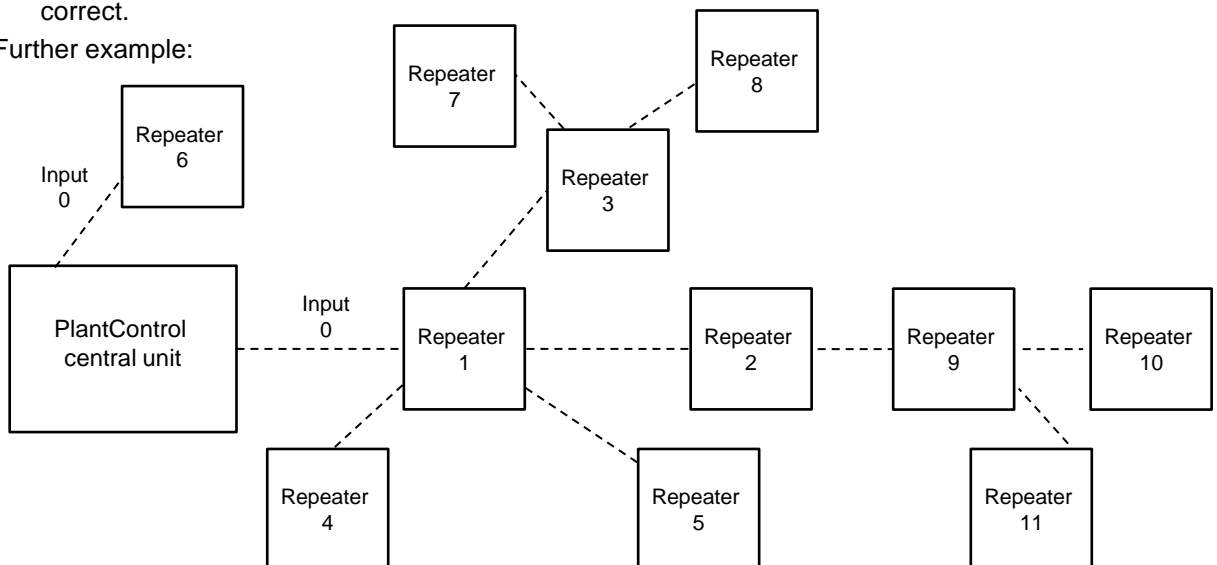 correct.
Further example:
Repeater
7
Repeater
8
Repeater
6
Input
0
Repeater
3
PlantControl
central unit
Input
0
Repeater
1
Repeater
2
Repeater
9
Repeater
10
Repeater
4
Repeater
5
Repeater
11